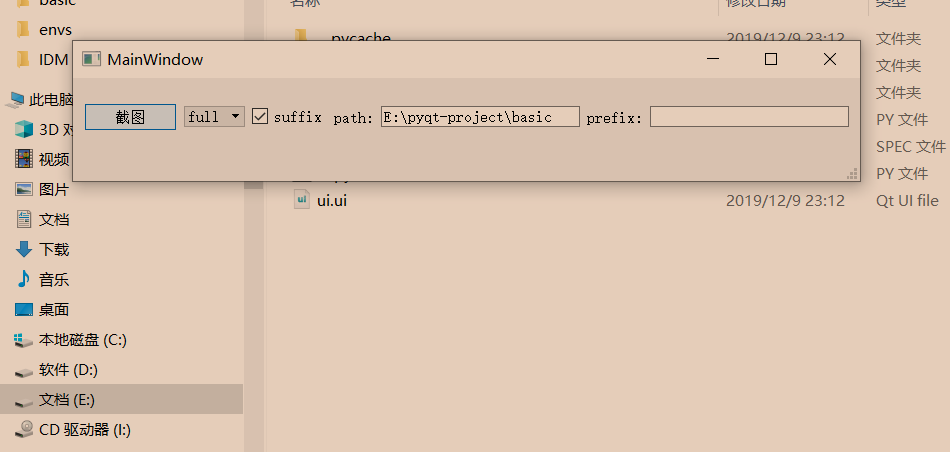 basic
名称
修改日期
类型
envs
__pycache__
2019/12/9 23:12
文件夹
IDM
MainWindow
文件夹
此电脑
文件夹
3D 对
截图
full
suffix
path:
E:\pyqt-project\basic
prefix:
PY 文件
视频
SPEC 文件
图片
PY 文件
ui.ui
2019/12/9 23:12
Qt UI file
文档
下载
音乐
桌面
本地磁盘 (C:)
软件 (D:)
文档 (E:)
CD 驱动器 (I:)